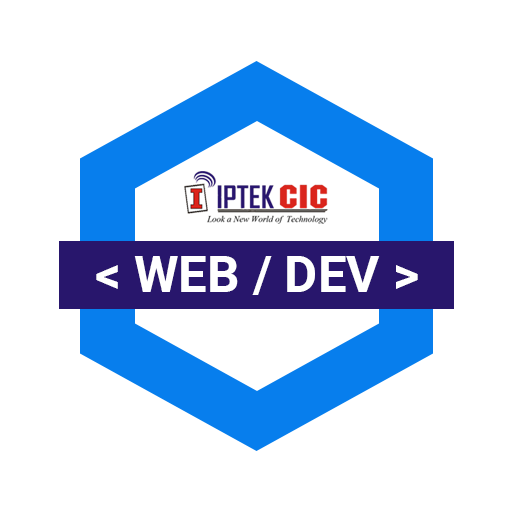 I IPTEK CIC
Look a New World of Technology
< WEB / DEV >